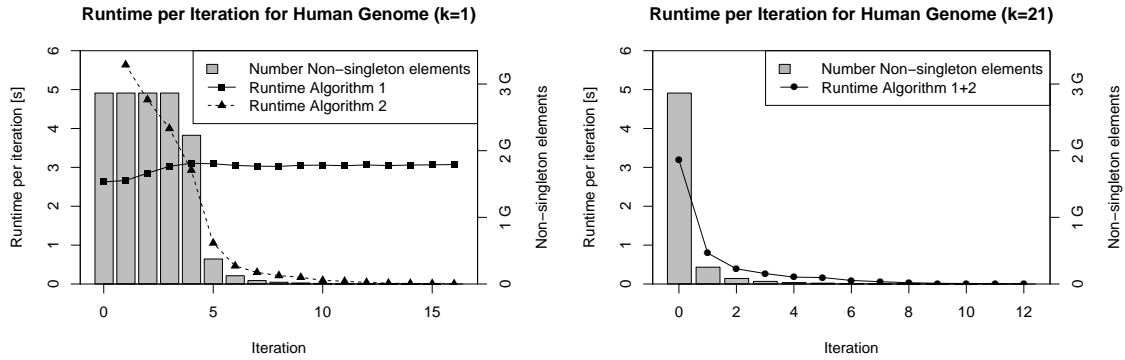 Runtime per Iteration for Human Genome (k=1)
6
5
4
3
2
1
0
Runtime per iteration [s]
Number Non-singleton elements
Runtime Algorithm 1
Runtime Algorithm 2
3 G
2 G
1 G
0
Non-singleton elements
0
5
10
15
Iteration
Runtime per Iteration for Human Genome (k=21)
6
5
4
3
2
1
0
Runtime per iteration [s]
Number Non-singleton elements
Runtime Algorithm 1+2
3 G
2 G
1 G
0
Non-singleton elements
0
2
4
6
8
10
12
Iteration